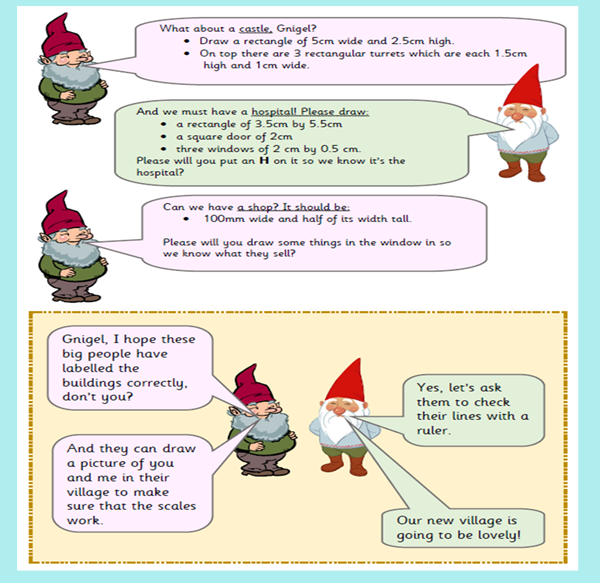 What about a castle, Gnigel?
• Draw a rectangle of 5cm wide and 2.5cm high.
• On top there are 3 rectangular turrets which are each 1.5cm
high and 1cm wide.
And we must have a hospital! Please draw:
• a rectangle of 3.5cm by 5.5cm
• a square door of 2cm
• three windows of 2 cm by 0.5 cm.
Please will you put an H on it so we know it's the
hospital?
Can we have a shop? It should be:
• 100mm wide and half of its width tall.
Please will you draw some things in the window in so
we know what they sell?
Gnigel, I hope these
big people have
labelled the
buildings correctly,
don't you?
Yes, let's ask
them to check
their lines with a
ruler.
And they can draw
a picture of you
and me in their
village to make
sure that the scales
work.
Our new village is
going to be lovely!